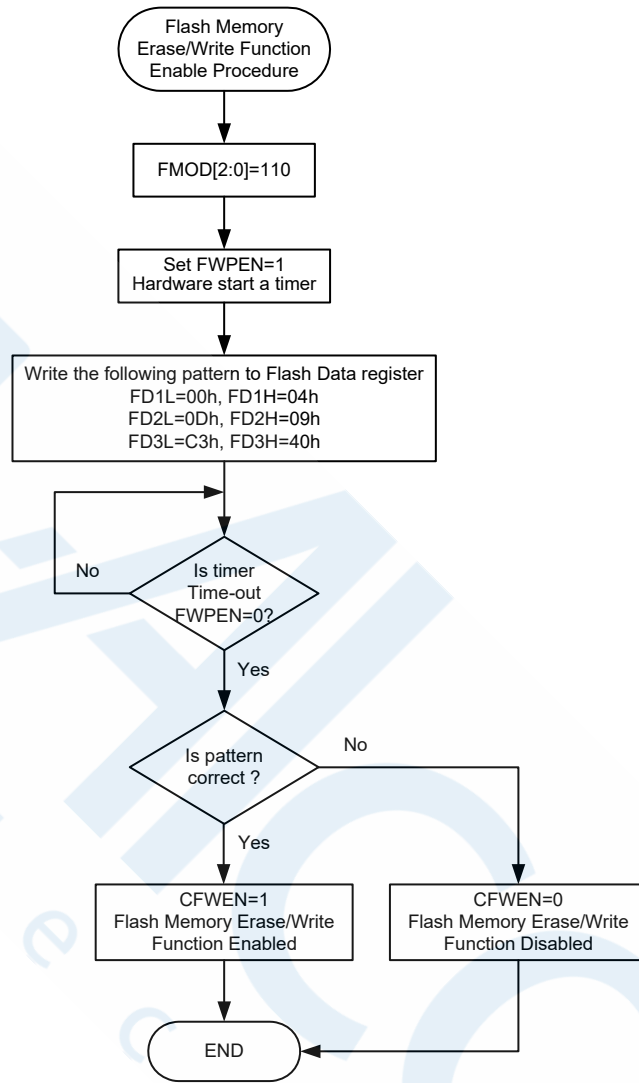 Flash Memory
Erase/Write Function
Enable Procedure
FMOD[2:0]=110
Set FWPEN=1
Hardware start a timer
Write the following pattern to Flash Data register
FD1L=00h, FD1H=04h
FD2L=0Dh, FD2H=09h
FD3L=C3h, FD3H=40h
No
Is timer
Time-out
FWPEN=0?
Yes
Is pattern
correct ?
No
Yes
CFWEN=1
Flash Memory Erase/Write
Function Enabled
CFWEN=0
Flash Memory Erase/Write
Function Disabled
END